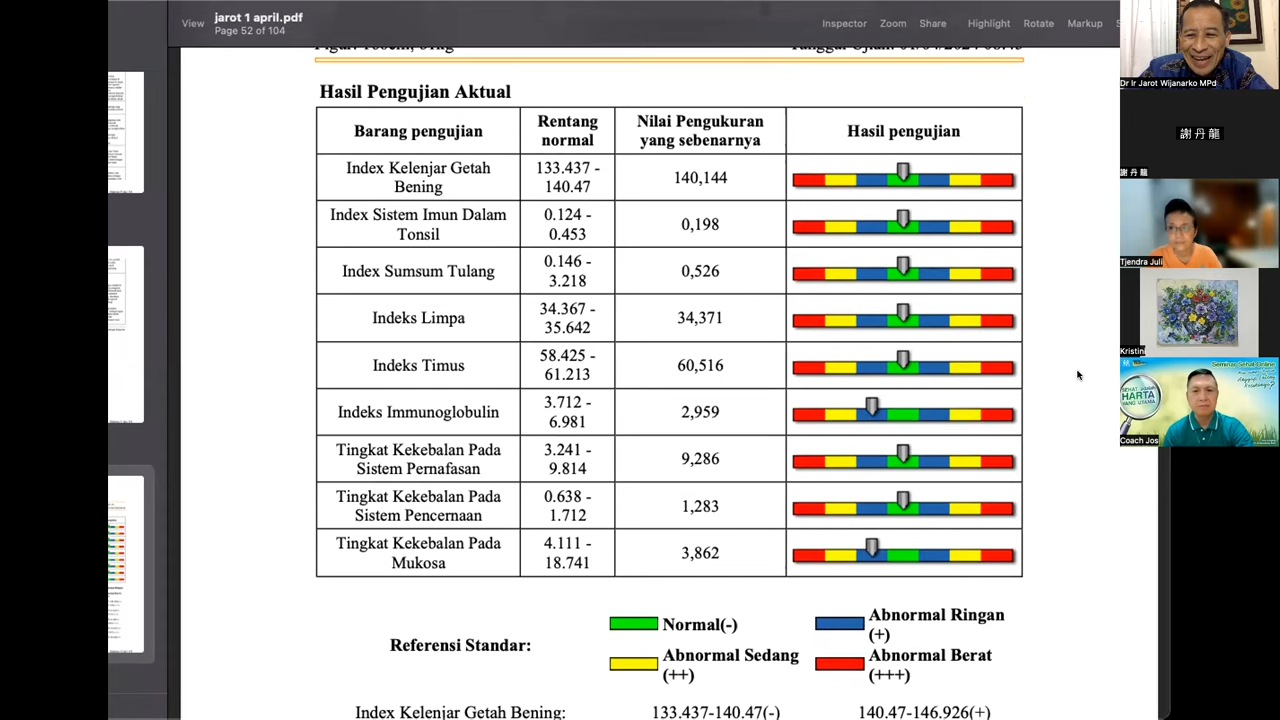 View
jarot 1 april.pdf
Page 52 of 104
Inspector Zoom Share Highlight Rotate Markup
Hasil Pengujian Aktual
Barang pengujian
Rentang
normal
Nilai Pengukuran
yang sebenarnya
Hasil pengujian
Index Kelenjar Getah
Bening
133.437 -
140.47
140,144
Index Sistem Imun Dalam
Tonsil
0.124 -
0.453
0,198
Index Sumsum Tulang
0.146 -
3.218
0,526
Indeks Limpa
34,371
Indeks Timus
58.425 -
61.213
60,516
Indeks Immunoglobulin
3.712 -
6.981
2,959
Tingkat Kekebalan Pada
Sistem Pernafasan
3.241 -
9.814
9,286
Tingkat Kekebalan Pada
Sistem Pencernaan
0.638 -
1.712
1,283
Tingkat Kekebalan Pada
Mukosa
4.111 -
18.741
3,862
Referensi Standar:
Normal(-)
Abnormal Ringan
(+)
Abnormal Sedang
(++)
Abnormal Berat
(+++)
Index Kelenjar Getah Bening:
133.437-140.47(-)
140.47-146.926(+)
Dr Ir Jarot Wijanarko MPd
謝丹龍
謝丹龍
Tjendra Juli
Kristini
Seminar Sehat Online
SEHAT adalah
HARTA
YANG UTAMA
Coach Jos